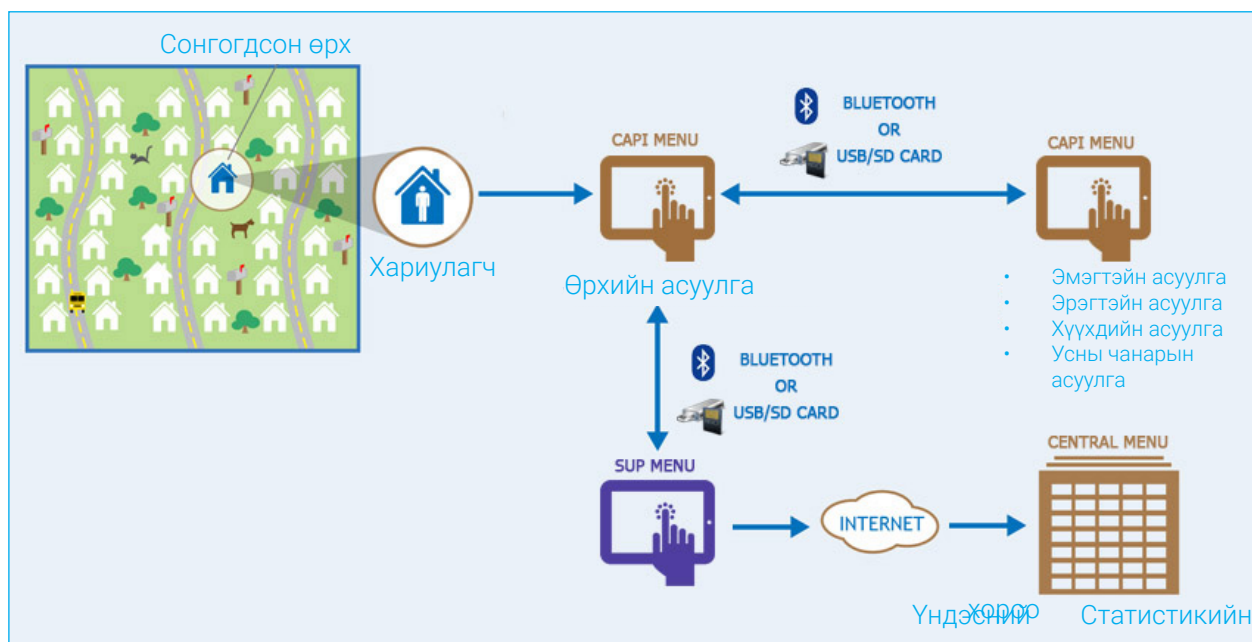 Сонгогдсон өрх
Хариулагч
CAPI MENU
Өрхийн асуулга
BLUETOOTH
OR
USB/SD CARD
CAPI MENU
• Эмэгтэйн асуулга
• Эрэгтэйн асуулга
• Хүүхдийн асуулга
• Усны чанарын
асуулга
BLUETOOTH
OR
USB/SD CARD
SUP MENU
INTERNET
CENTRAL MENU
Үндэсний Статистикийн
хороо